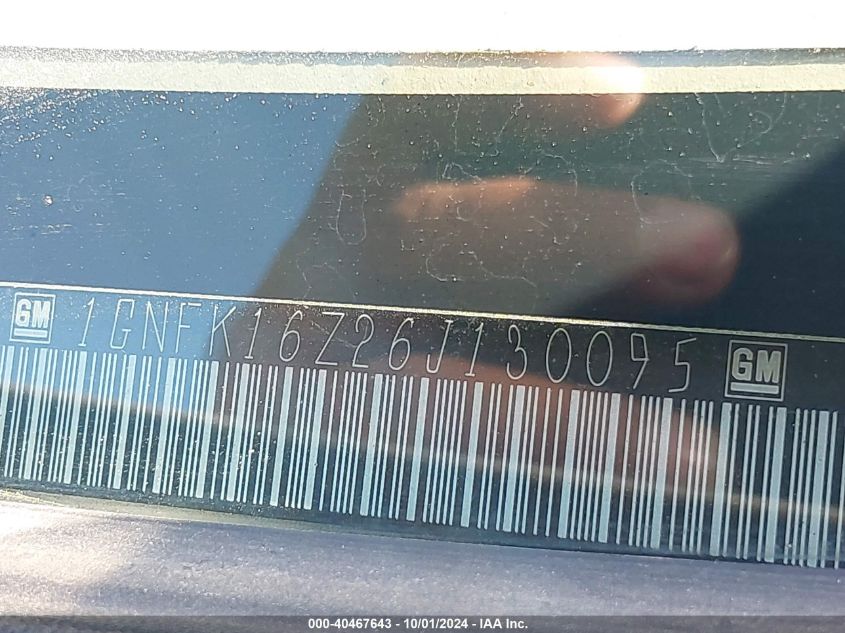 GM 1GNFK16Z26J130095 GM
000-40467643 - 10/01/2024 - IAA Inc.